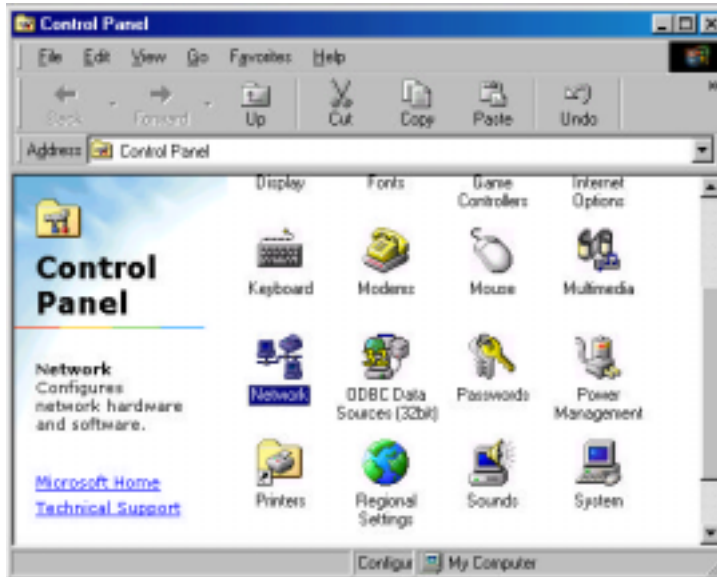 Control Panel
File Edit View Go Favorites Help
Back Forward Up Cut Copy Paste Undo
»
Address Control Panel
Control
Panel
Network
Configures
network hardware
and software.
Microsoft Home
Technical Support
Display Fonts Game Internet
Controllers Options
Keyboard Modems Mouse Multimedia
Network ODBC Data Passwords Power
Sources (32bit) Management
Printers Regional Sounds System
Settings
Configur My Computer